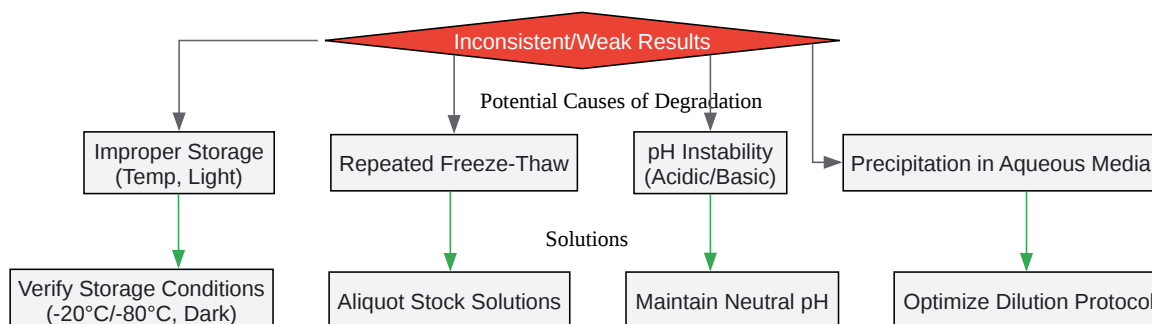 Inconsistent/Weak Results
Potential Causes of Degradation
Improper Storage
(Temp, Light)
Repeated Freeze-Thaw
pH Instability
(Acidic/Basic)
Precipitation in Aqueous Media
Solutions
Verify Storage Conditions
(-20°C/-80°C, Dark)
Aliquot Stock Solutions
Maintain Neutral pH
Optimize Dilution Protocol